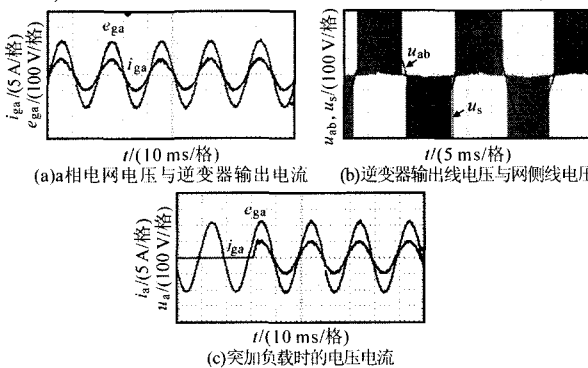 e_ga
i_ga
i_ga/(5 A/格)
e_ga/(100 V/格)
t/(10 ms/格)
(a)a相电网电压与逆变器输出电流
u_ab
u_s
u_ab, u_s/(100 V/格)
t/(5 ms/格)
(b)逆变器输出线电压与网侧线电压
e_ga
i_ga
i_a/(5 A/格)
u_a/(100 V/格)
t/(10 ms/格)
(c)突加负载时的电压电流